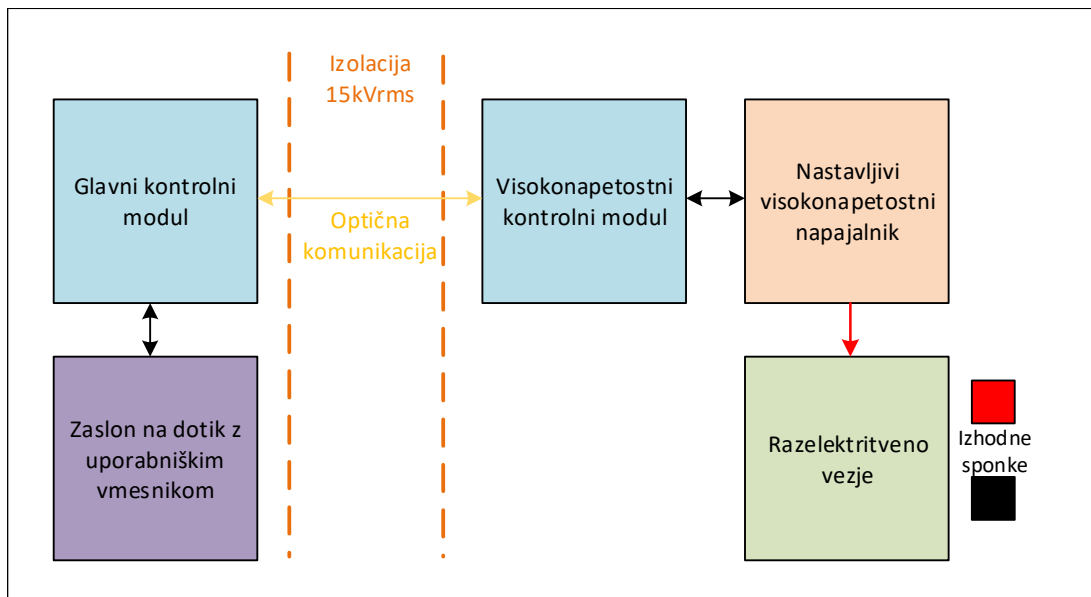 Izolacija
15kVrms
Glavni kontrolni
modul
Optična
komunikacija
Visokonapetostni
kontrolni modul
Nastavljivi
visokonapetostni
napajalnik
Zaslon na dotik z
uporabniškim
vmesnikom
Razelektritveno
vezje
Izhodne
sponke